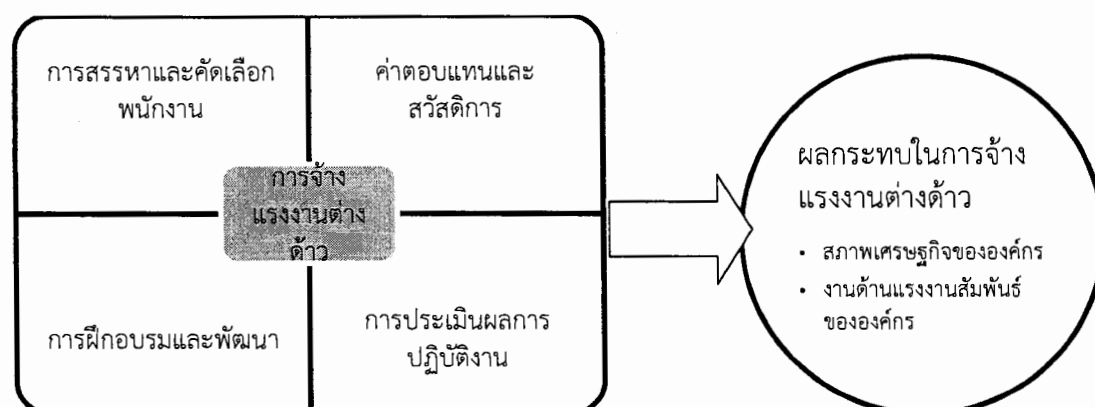 การสรรหาและคัดเลือก
พนักงาน
ค่าตอบแทนและ
สวัสดิการ
การจ้าง
แรงงานต่าง
ด้าว
การฝึกอบรมและพัฒนา
การประเมินผลการ
ปฏิบัติงาน
ผลกระทบในการจ้าง
แรงงานต่างด้าว
• สภาพเศรษฐกิจขององค์กร
• งานด้านแรงงานสัมพันธ์
ขององค์กร